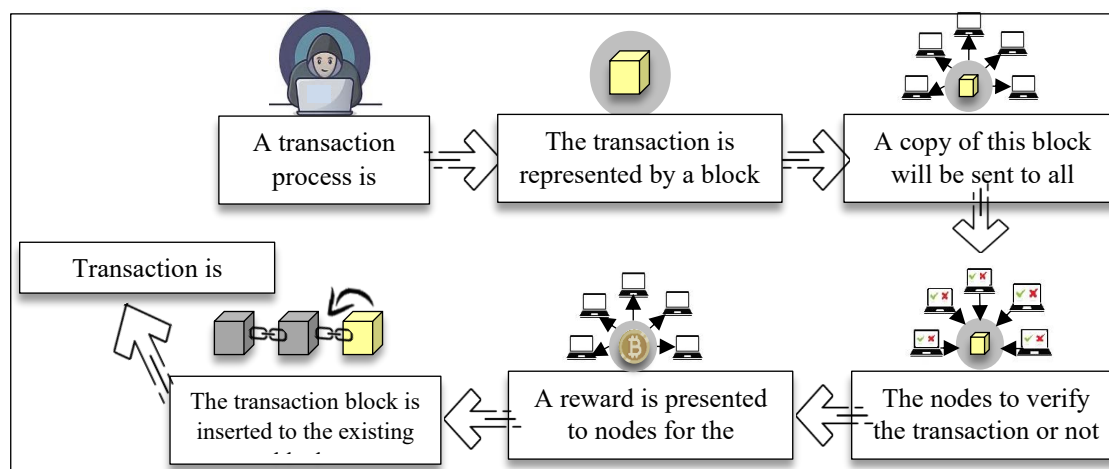 A transaction
process is
The transaction is
represented by a block
A copy of this block
will be sent to all
The nodes to verify
the transaction or not
A reward is presented
to nodes for the
The transaction block is
inserted to the existing
Transaction is